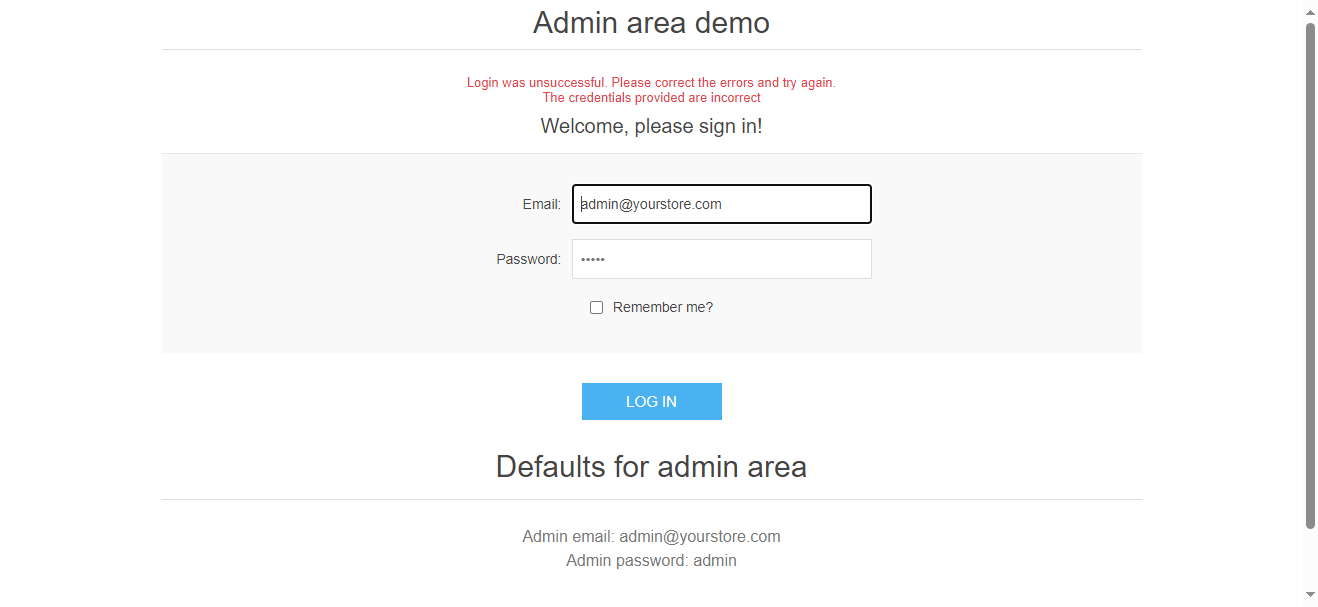 Admin area demo
Login was unsuccessful. Please correct the errors and try again.
The credentials provided are incorrect
Welcome, please sign in!
Email: admin@yourstore.com
Password: •••••
Remember me?
LOG IN
Defaults for admin area
Admin email: admin@yourstore.com
Admin password: admin